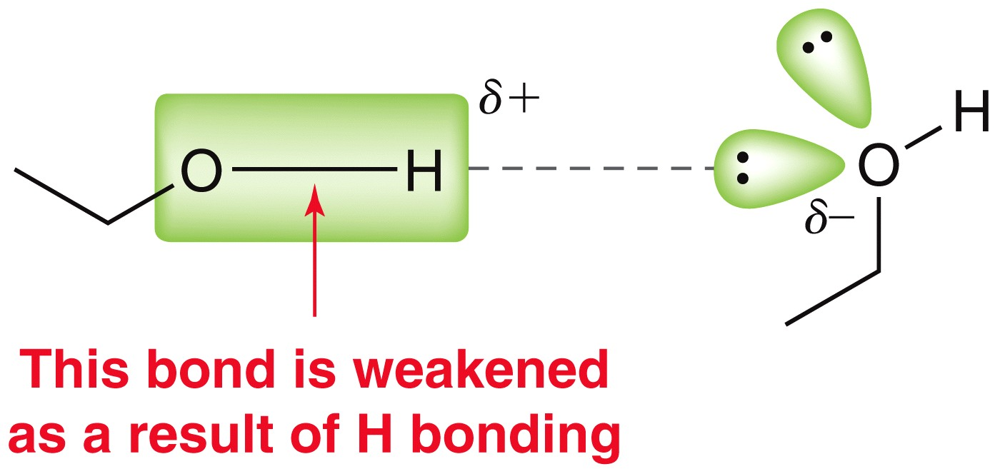 δ+
H
O
H
O
δ−
This bond is weakened
as a result of H bonding